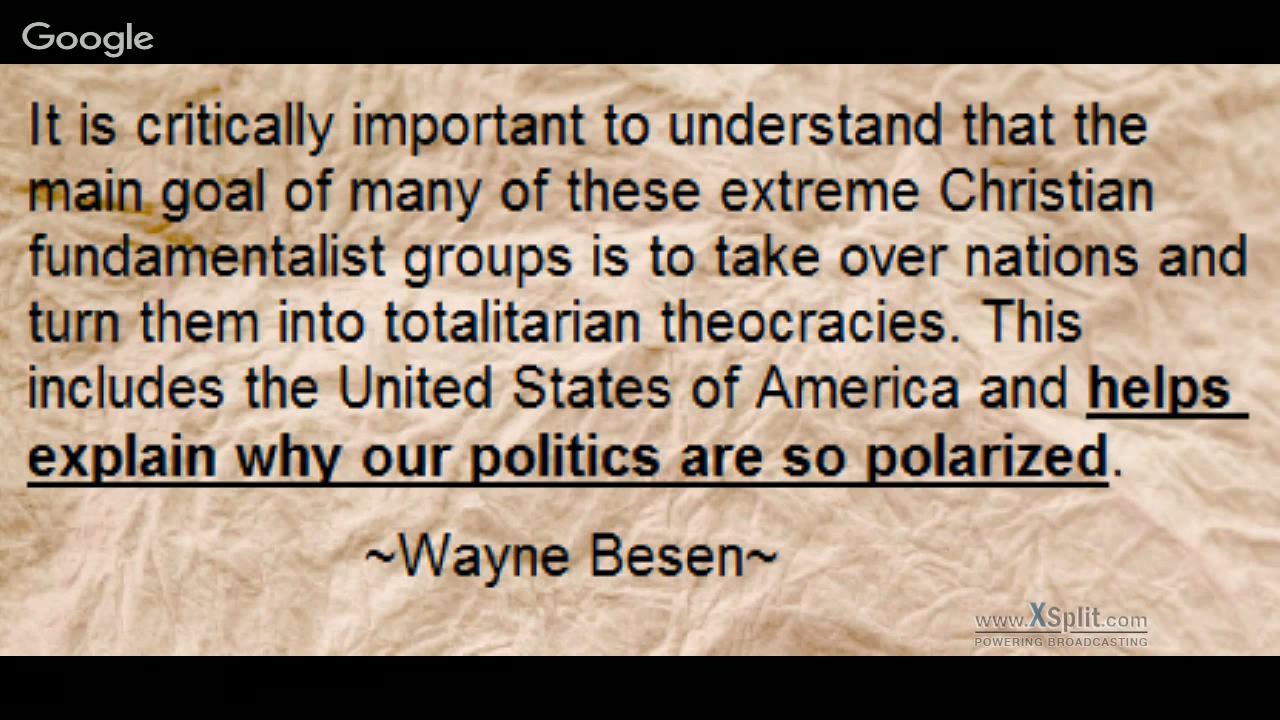 Google
It is critically important to understand that the
main goal of many of these extreme Christian
fundamentalist groups is to take over nations and
turn them into totalitarian theocracies. This
includes the United States of America and helps
explain why our politics are so polarized.
~Wayne Besen~
www.XSplit.com
POWERING BROADCASTING